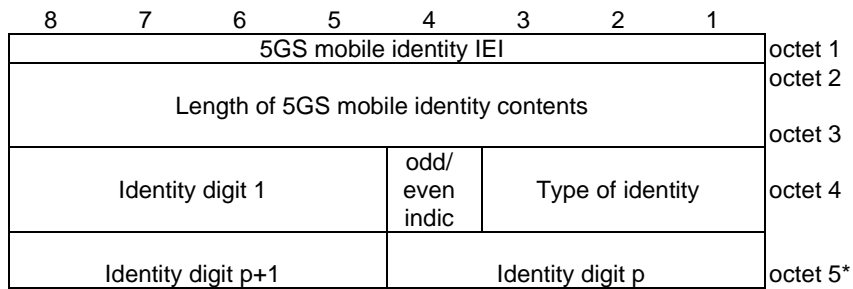 8 7 6 5 4 3 2 1
5GS mobile identity IEI octet 1
octet 2
Length of 5GS mobile identity contents
octet 3
odd/
Identity digit 1 even Type of identity octet 4
indic
Identity digit p+1 Identity digit p octet 5*